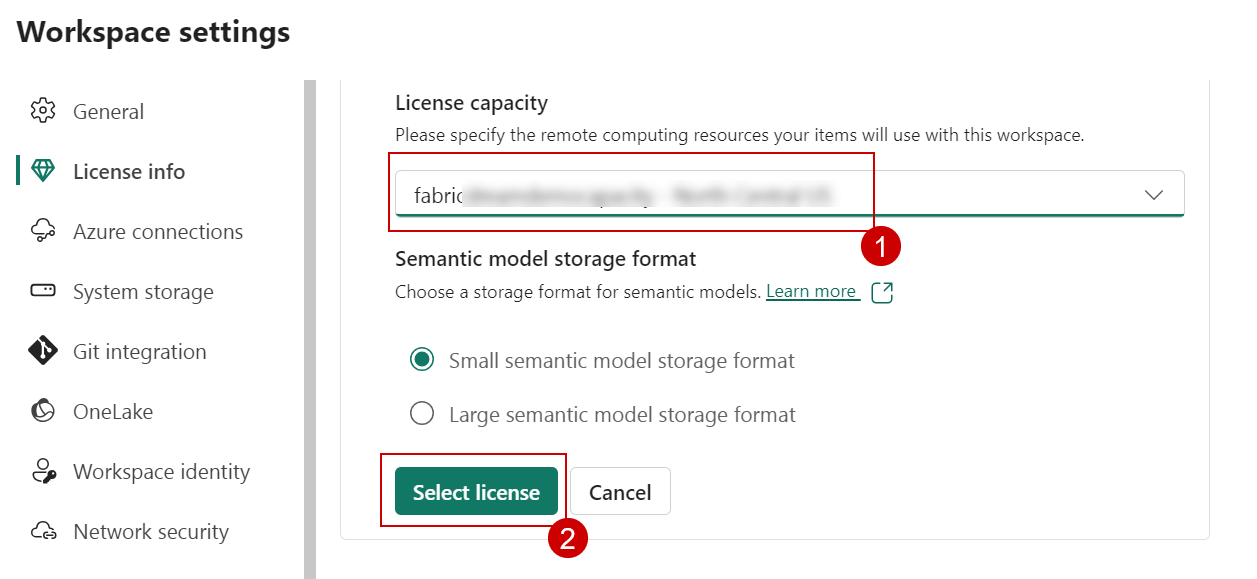 Workspace settings
General
License info
Azure connections
System storage
Git integration
OneLake
Workspace identity
Network security
License capacity
Please specify the remote computing resources your items will use with this workspace.
fabric
1
Semantic model storage format
Choose a storage format for semantic models. Learn more
Small semantic model storage format
Large semantic model storage format
Select license
Cancel
2